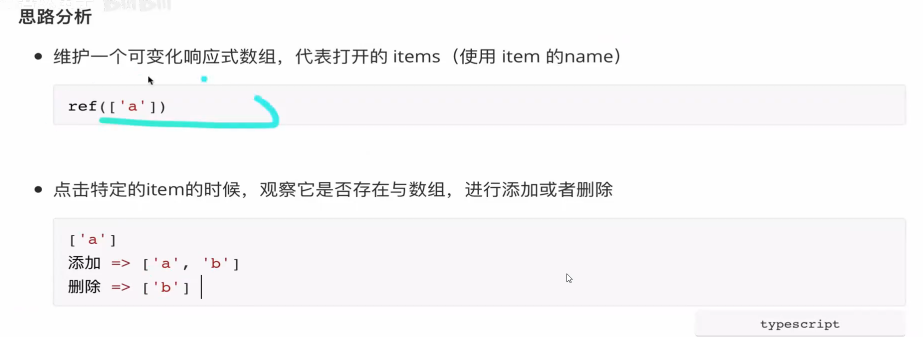 思路分析
维护一个可变化响应式数组，代表打开的 items（使用 item 的name）
ref(['a'])
点击特定的item的时候，观察它是否存在与数组，进行添加或者删除
['a']
添加 => ['a', 'b']
删除 => ['b']
typescript